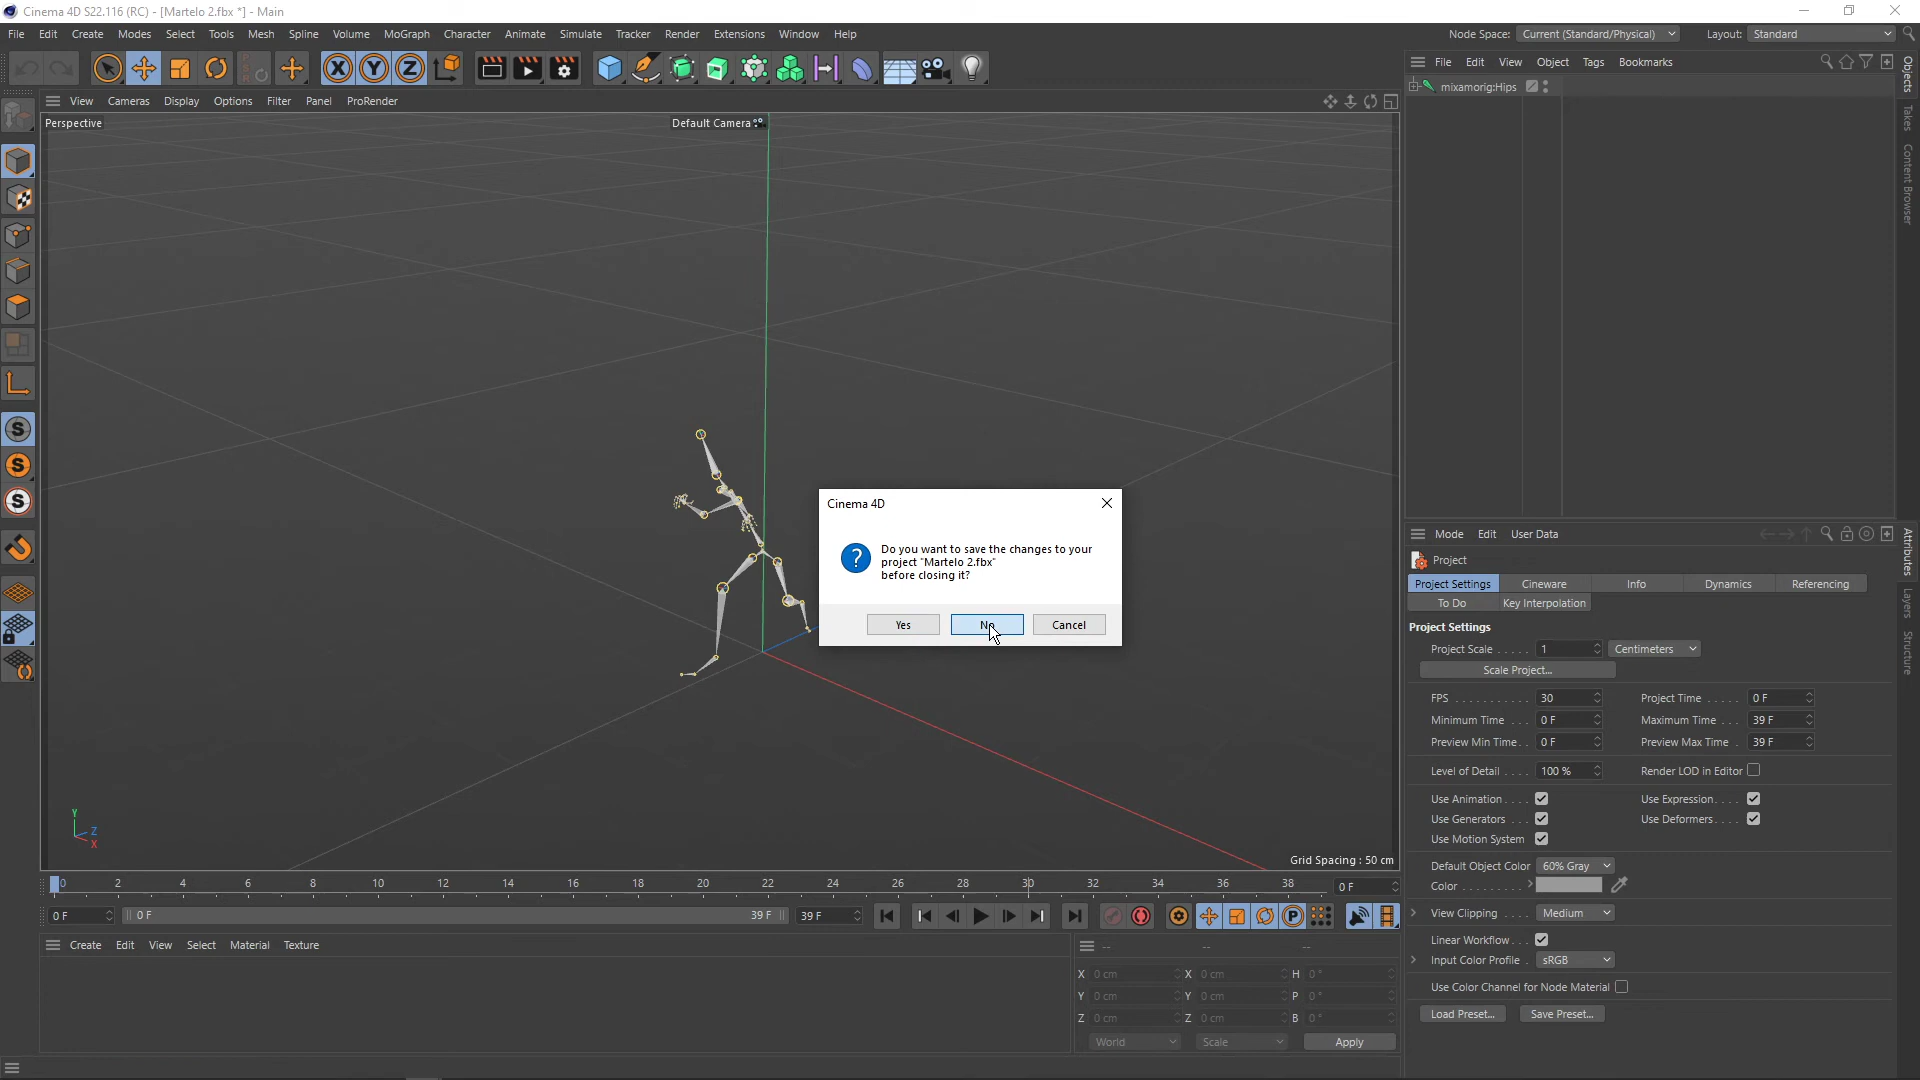 Cinema 4D S22.116 (RC) - [Martelo 2.fbx *] - Main
File Edit Create Modes Select Tools Mesh Spline Volume MoGraph Character Animate Simulate Tracker Render Extensions Window Help
Node Space: Current (Standard/Physical) Layout: Standard
X Y Z
File Edit View Object Tags Bookmarks
mixamorig:Hips
Objects
Takes
Content Browser
View Cameras Display Options Filter Panel ProRender
Perspective
Default Camera
Cinema 4D
Do you want to save the changes to your
project "Martelo 2.fbx"
before closing it?
Yes No Cancel
Y
Z
X
Grid Spacing : 50 cm
Mode Edit User Data
Attributes
Layers
Structure
Project
Project Settings Cineware Info Dynamics Referencing
To Do Key Interpolation
Project Settings
Project Scale . . . . . 1 Centimeters
Scale Project...
FPS . . . . . . . . . . . 30 Project Time . . . . . 0 F
Minimum Time . . . 0 F Maximum Time . . . 39 F
Preview Min Time . . 0 F Preview Max Time . 39 F
Level of Detail . . . . 100 % Render LOD in Editor
Use Animation . . . . Use Expression . . . .
Use Generators . . . Use Deformers . . . .
Use Motion System
Default Object Color 60% Gray
Color . . . . . . . . . .
View Clipping . . . . Medium
Linear Workflow . . .
Input Color Profile . sRGB
Use Color Channel for Node Material
Load Preset... Save Preset...
0 2 4 6 8 10 12 14 16 18 20 22 24 26 28 30 32 34 36 38 0 F
0 F 0 F 39 F 39 F
Create Edit View Select Material Texture
-- -- --
X 0 cm X 0 cm H 0 °
Y 0 cm Y 0 cm P 0 °
Z 0 cm Z 0 cm B 0 °
World Scale Apply